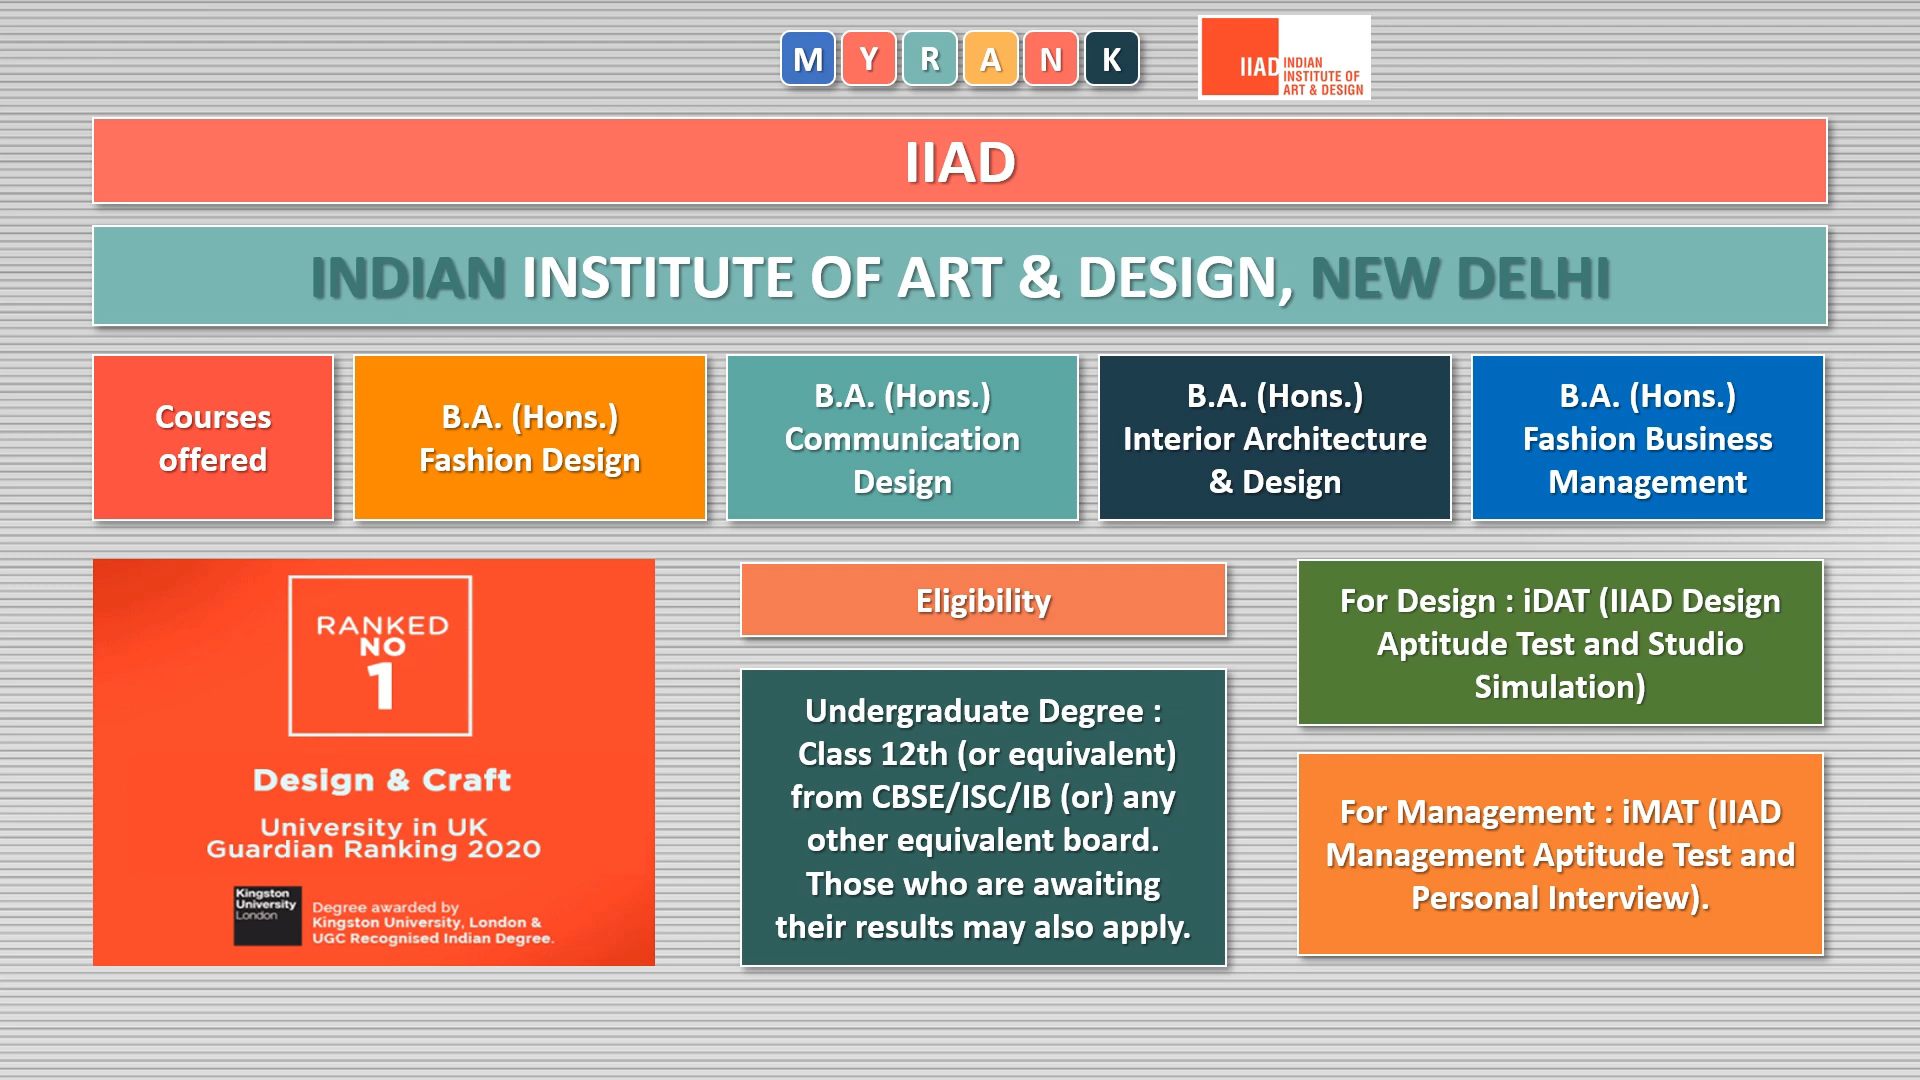 MYRANK
IIAD
INDIAN
INSTITUTE OF
ART & DESIGN
IIAD
INDIAN INSTITUTE OF ART & DESIGN, NEW DELHI
Courses
offered
B.A. (Hons.)
Fashion Design
B.A. (Hons.)
Communication
Design
B.A. (Hons.)
Interior Architecture
& Design
B.A. (Hons.)
Fashion Business
Management
RANKED
NO
1
Design & Craft
University in UK
Guardian Ranking 2020
Kingston
University
London
Degree awarded by
Kingston University, London &
UGC Recognised Indian Degree.
Eligibility
Undergraduate Degree :
Class 12th (or equivalent)
from CBSE/ISC/IB (or) any
other equivalent board.
Those who are awaiting
their results may also apply.
For Design : iDAT (IIAD Design
Aptitude Test and Studio
Simulation)
For Management : iMAT (IIAD
Management Aptitude Test and
Personal Interview).